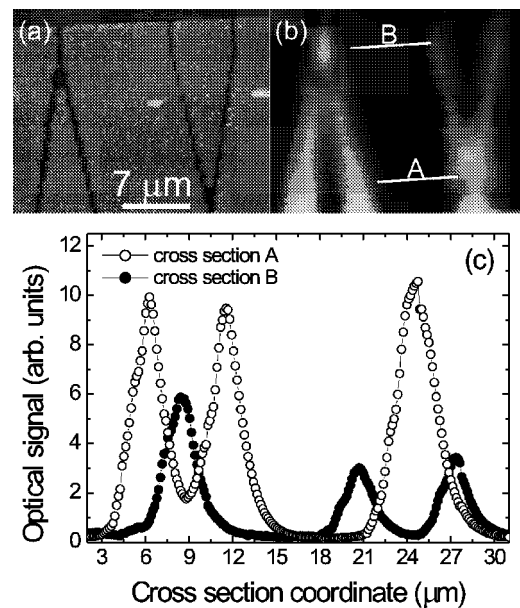 (a)
7 μm
(b)
B
A
(c)
cross section A
cross section B
Optical signal (arb. units)
12
10
8
6
4
2
0
3 6 9 12 15 18 21 24 27 30
Cross section coordinate (μm)